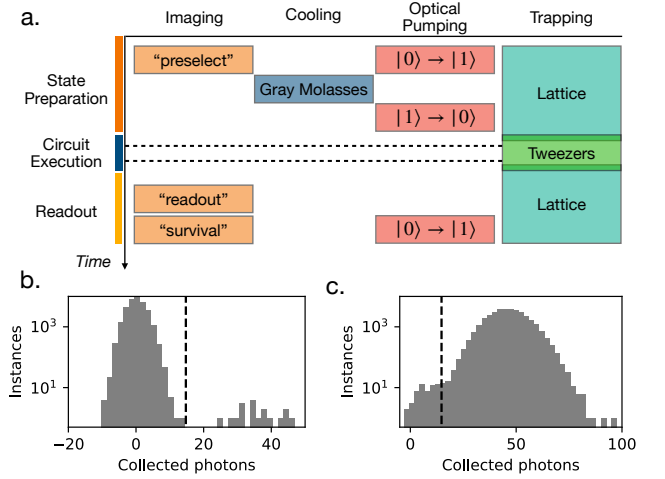 a.
Imaging
Cooling
Optical
Pumping
Trapping
State
Preparation
“preselect”
|0⟩ → |1⟩
Gray Molasses
Lattice
|1⟩ → |0⟩
Circuit
Execution
Tweezers
Readout
“readout”
Lattice
“survival”
|0⟩ → |1⟩
Time
b.
Instances
10³
10¹
−20 0 20 40
Collected photons
c.
Instances
10³
10¹
0 50 100
Collected photons